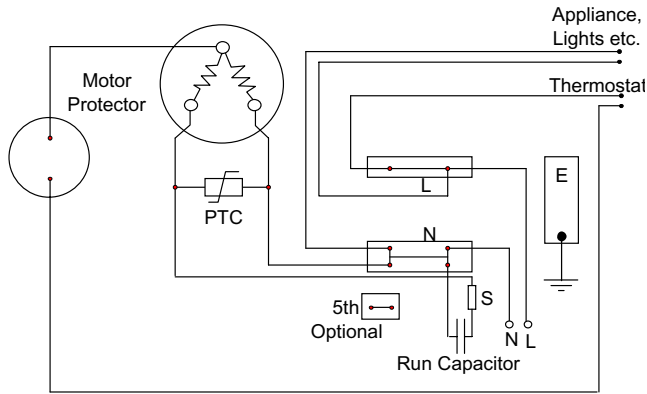 Appliance,
Lights etc.
Motor
Protector
Thermostat
L
E
PTC
N
5th
Optional
S
N L
Run Capacitor